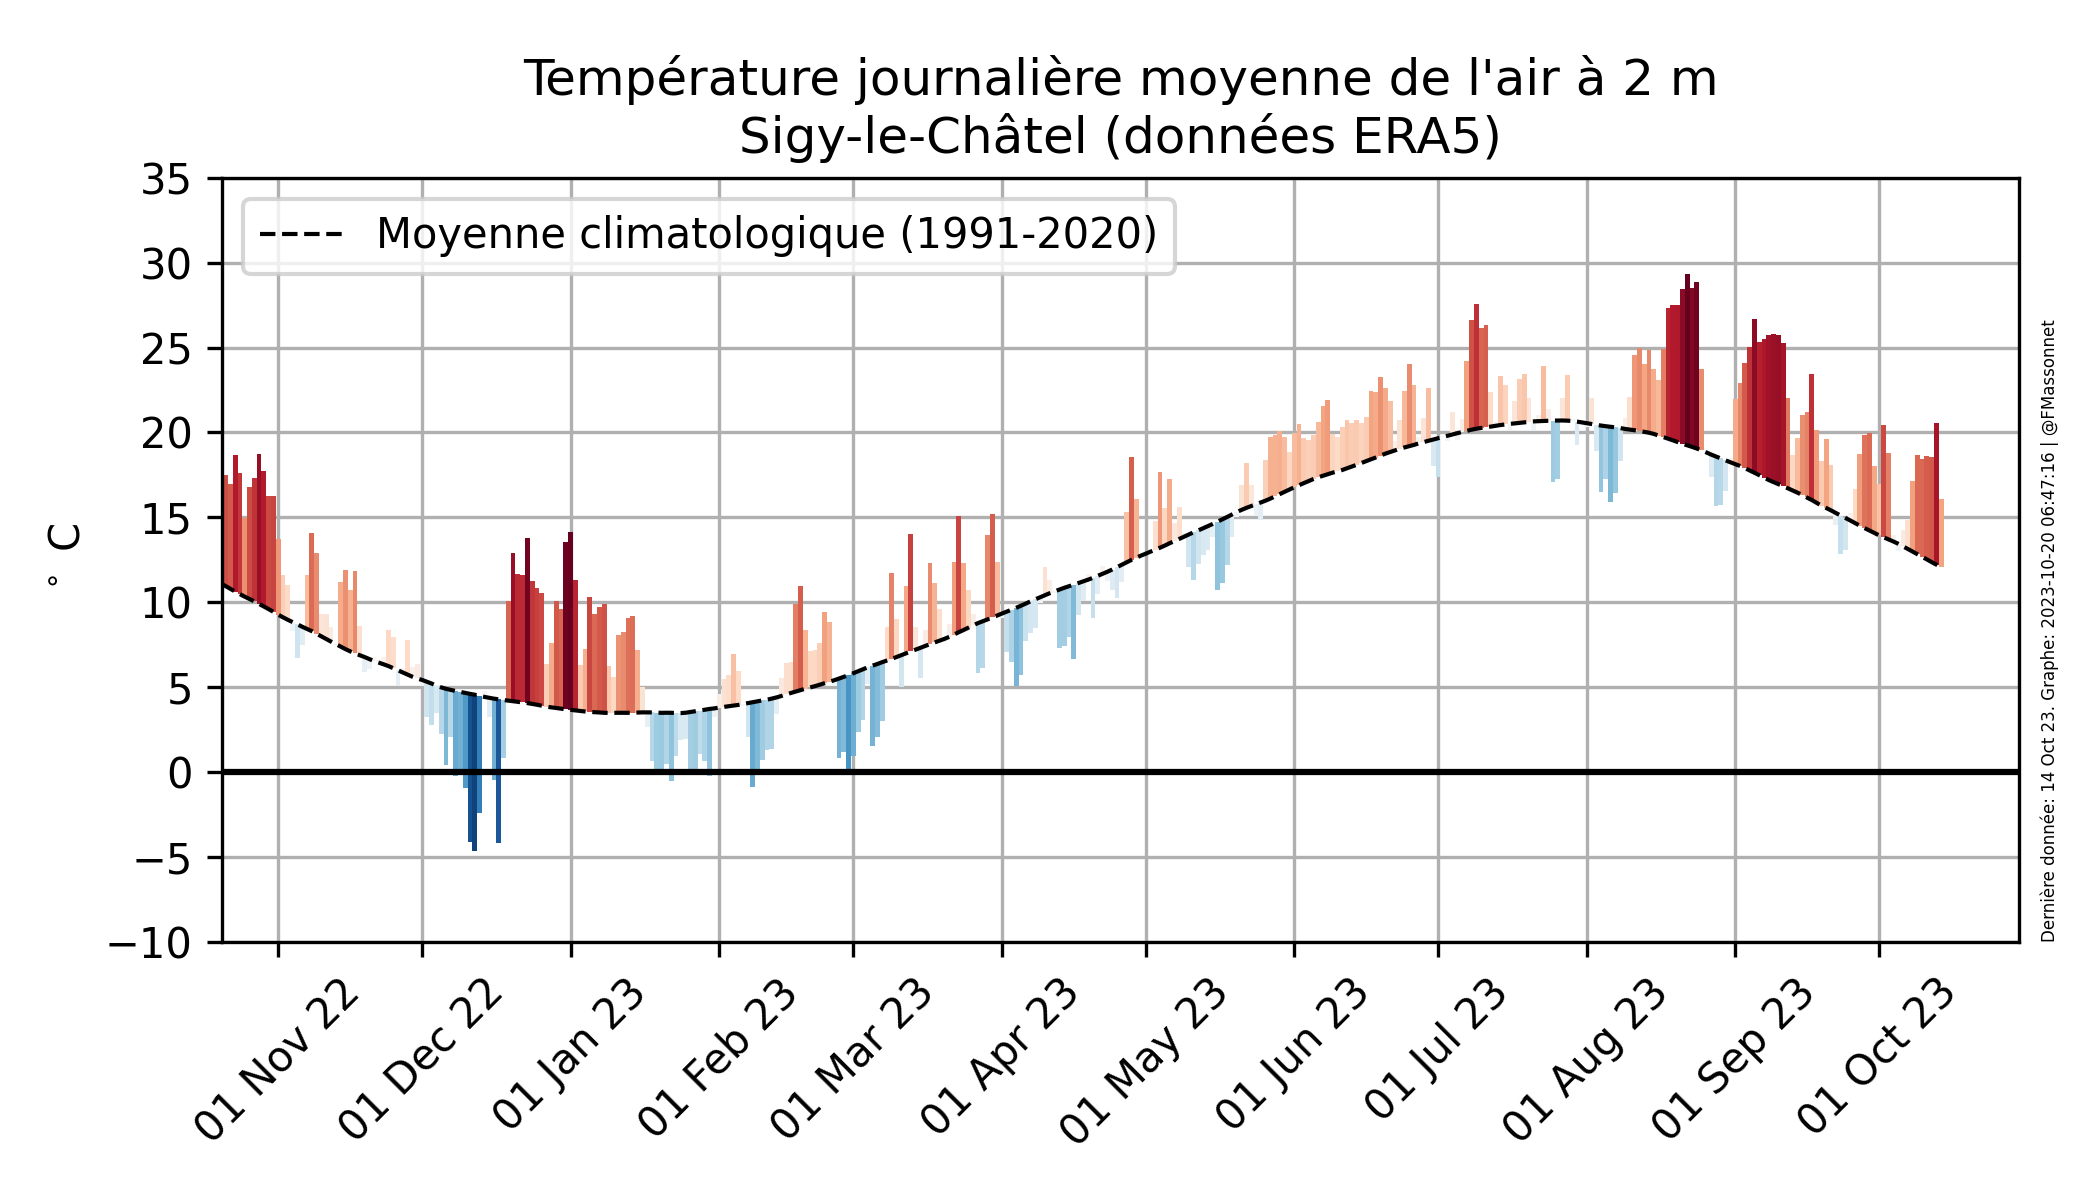 Température journalière moyenne de l'air à 2 m
Sigy-le-Châtel (données ERA5)
Moyenne climatologique (1991-2020)
° C
35
30
25
20
15
10
5
0
−5
−10
01 Nov 22
01 Dec 22
01 Jan 23
01 Feb 23
01 Mar 23
01 Apr 23
01 May 23
01 Jun 23
01 Jul 23
01 Aug 23
01 Sep 23
01 Oct 23
Dernière donnée: 14 Oct 23. Graphe: 2023-10-20 06:47:16 | @FMassonnet